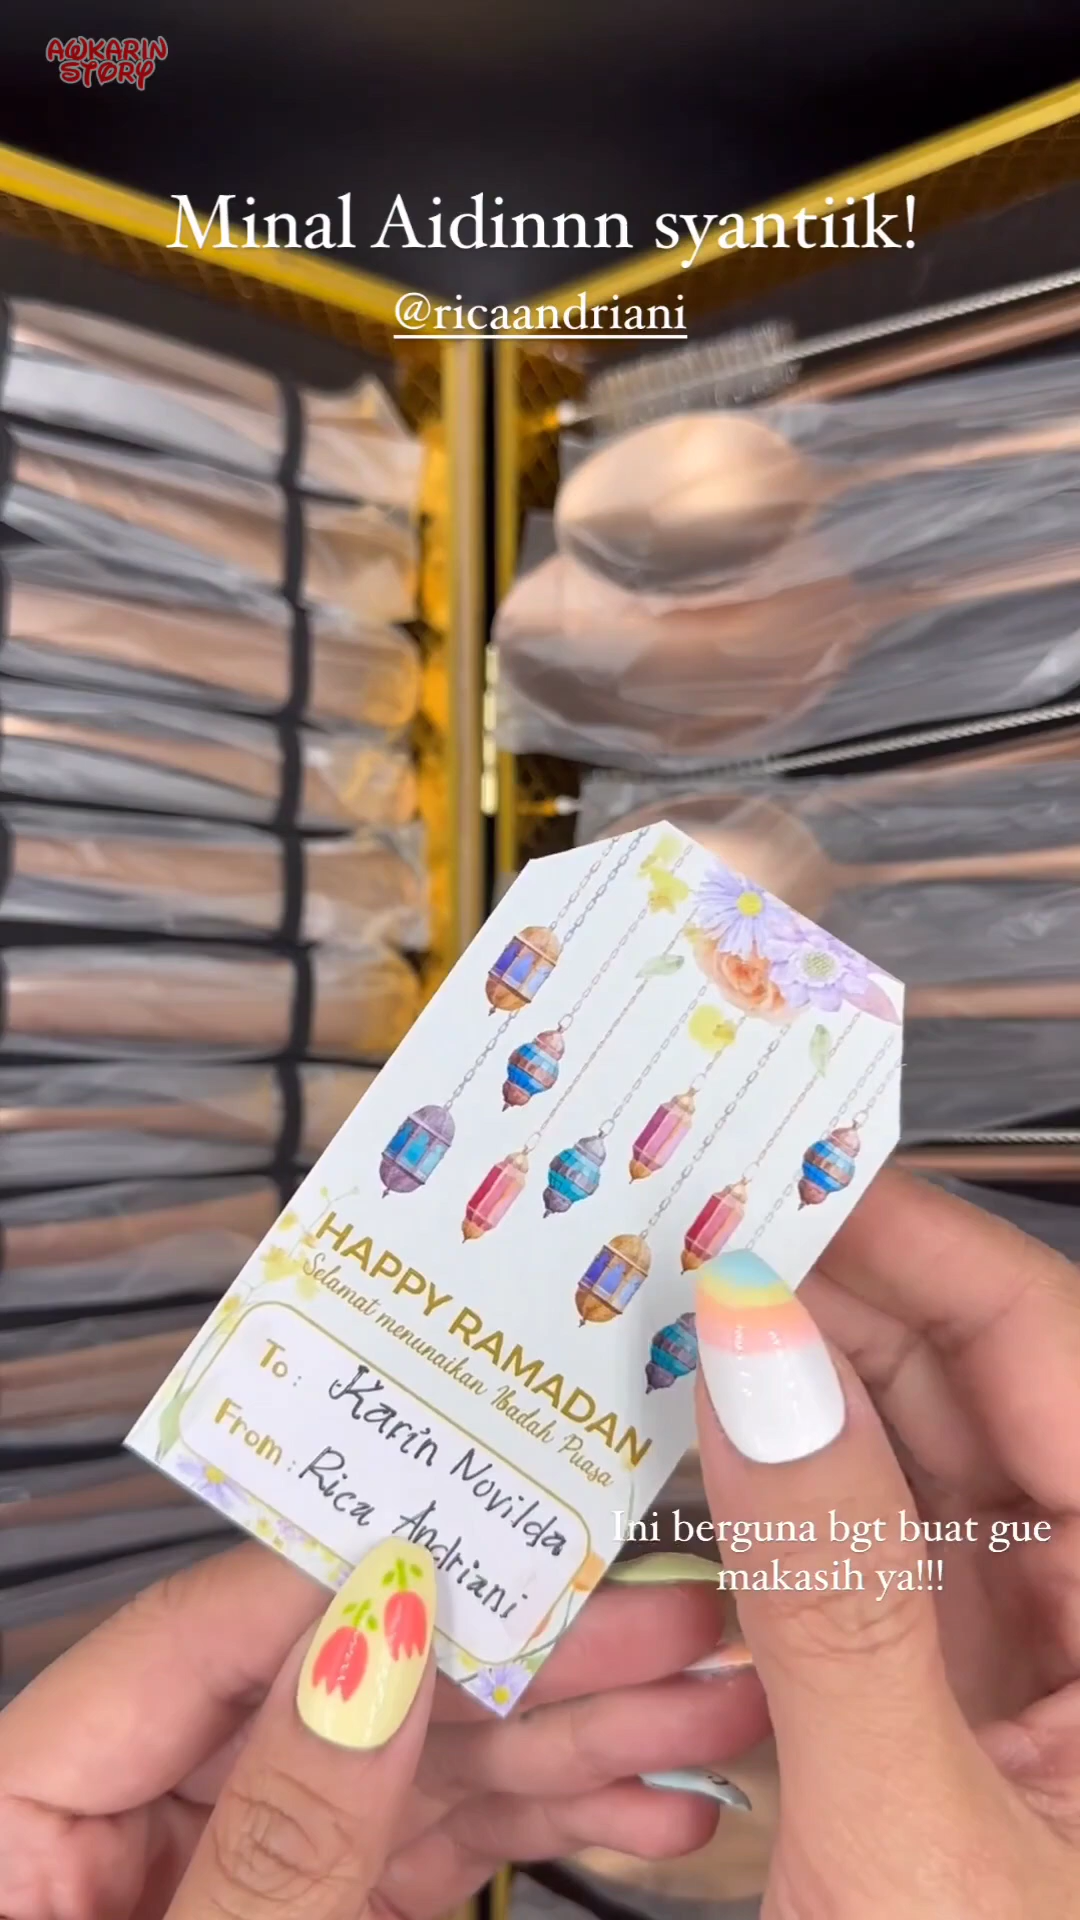 AWKARIN
STORY
Minal Aidinnn syantiik!
@ricaandriani
HAPPY RAMADAN
Selamat menunaikan Ibadah Puasa
To : Karin Novilda
From : Rica Andriani
Ini berguna bgt buat gue
makasih ya!!!